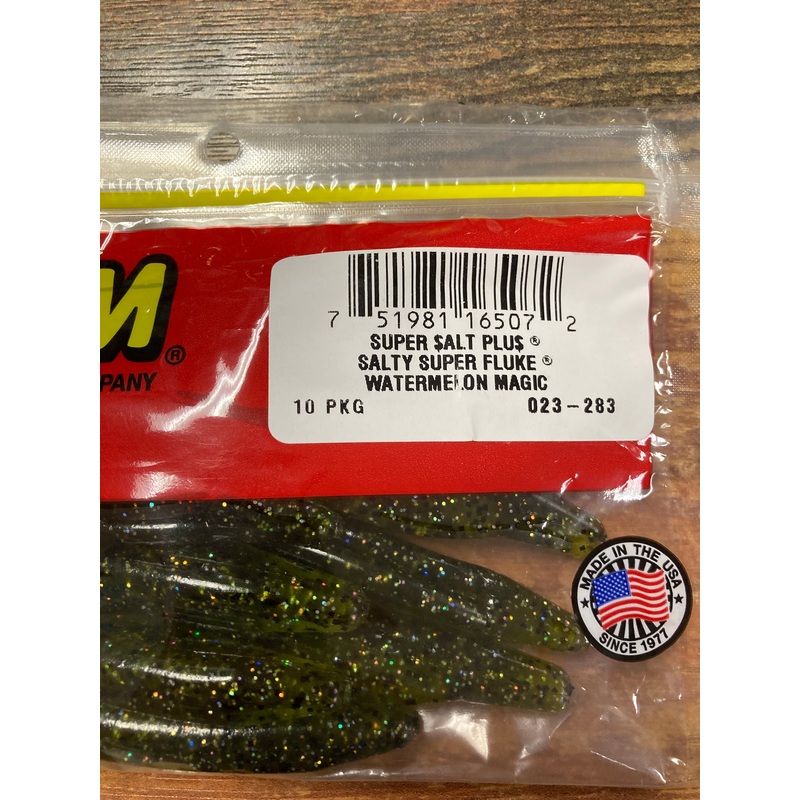 M®
PANY
7 51981 16507 2
SUPER $ALT PLU$ ®
SALTY SUPER FLUKE ®
WATERMELON MAGIC
10 PKG 023-283
MADE IN THE USA
SINCE 1977